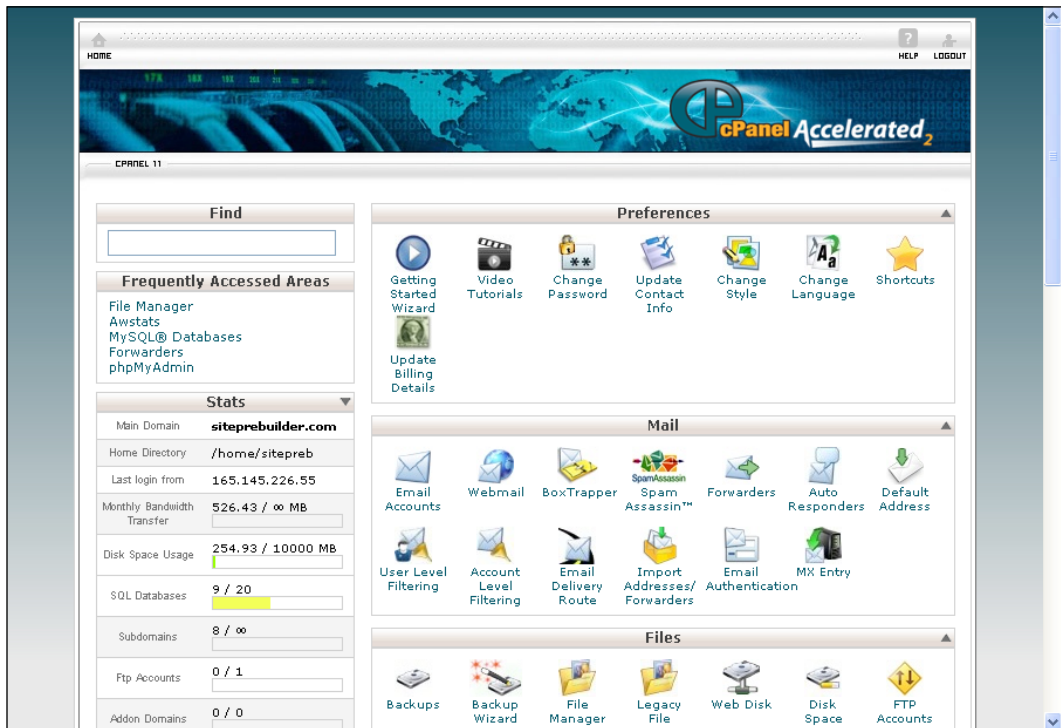 HOME
HELP
LOGOUT
cPanel Accelerated2
CPANEL 11
Find
Frequently Accessed Areas
File Manager
Awstats
MySQL® Databases
Forwarders
phpMyAdmin
Stats
Main Domain siteprebuilder.com
Home Directory /home/sitepreb
Last login from 165.145.226.55
Monthly Bandwidth
Transfer
526.43 / ∞ MB
Disk Space Usage 254.93 / 10000 MB
SQL Databases 9 / 20
Subdomains 8 / ∞
Ftp Accounts 0 / 1
Addon Domains 0 / 0
Preferences
Getting
Started
Wizard
Video
Tutorials
Change
Password
Update
Contact
Info
Change
Style
Change
Language
Shortcuts
Update
Billing
Details
Mail
Email
Accounts
Webmail
BoxTrapper
SpamAssassin
Spam
Assassin™
Forwarders
Auto
Responders
Default
Address
User Level
Filtering
Account
Level
Filtering
Email
Delivery
Route
Import
Addresses/
Forwarders
Email
Authentication
MX Entry
Files
Backups
Backup
Wizard
File
Manager
Legacy
File
Web Disk
Disk
Space
FTP
Accounts